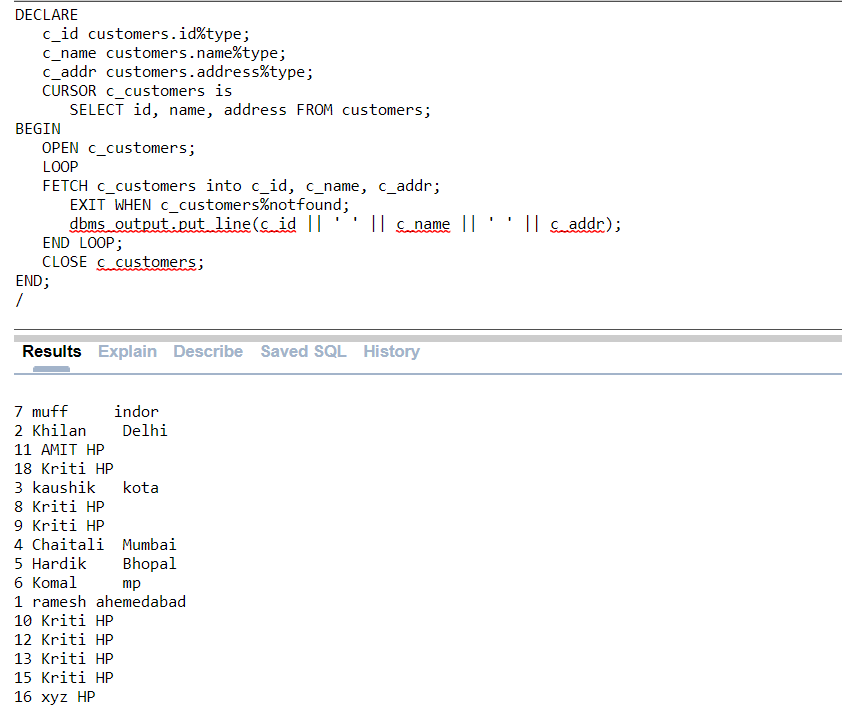 DECLARE
   c_id customers.id%type;
   c_name customers.name%type;
   c_addr customers.address%type;
   CURSOR c_customers is
      SELECT id, name, address FROM customers;
BEGIN
   OPEN c_customers;
   LOOP
   FETCH c_customers into c_id, c_name, c_addr;
      EXIT WHEN c_customers%notfound;
      dbms_output.put_line(c_id || ' ' || c_name || ' ' || c_addr);
   END LOOP;
   CLOSE c_customers;
END;
/
Results Explain Describe Saved SQL History
7 muff     indor
2 Khilan    Delhi
11 AMIT HP
18 Kriti HP
3 kaushik   kota
8 Kriti HP
9 Kriti HP
4 Chaitali  Mumbai
5 Hardik    Bhopal
6 Komal     mp
1 ramesh ahemedabad
10 Kriti HP
12 Kriti HP
13 Kriti HP
15 Kriti HP
16 xyz HP